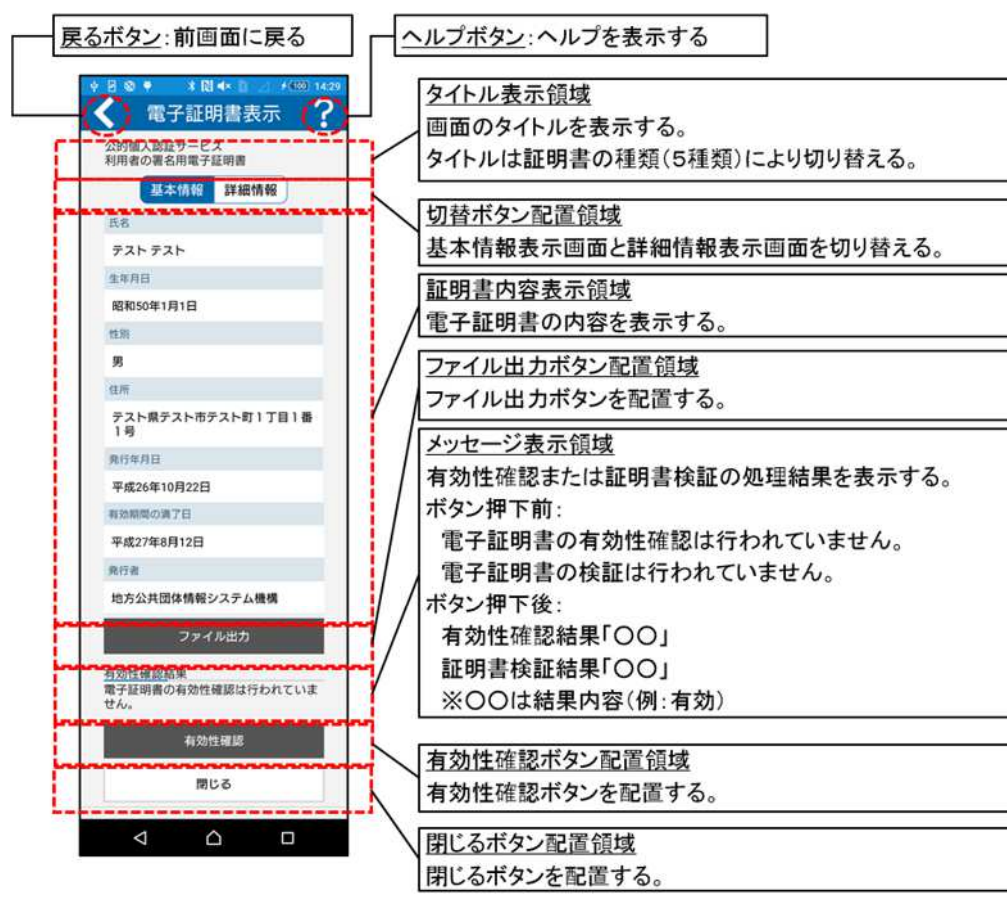 戻るボタン:前画面に戻る
ヘルプボタン:ヘルプを表示する
14:29
電子証明書表示
?
公的個人認証サービス
利用者の署名用電子証明書
基本情報 詳細情報
氏名
テスト テスト
生年月日
昭和50年1月1日
性別
男
住所
テスト県テスト市テスト町1丁目1番
1号
発行年月日
平成26年10月22日
有効期間の満了日
平成27年8月12日
発行者
地方公共団体情報システム機構
ファイル出力
有効性確認結果
電子証明書の有効性確認は行われていま
せん。
有効性確認
閉じる
タイトル表示領域
画面のタイトルを表示する。
タイトルは証明書の種類(5種類)により切り替える。
切替ボタン配置領域
基本情報表示画面と詳細情報表示画面を切り替える。
証明書内容表示領域
電子証明書の内容を表示する。
ファイル出力ボタン配置領域
ファイル出力ボタンを配置する。
メッセージ表示領域
有効性確認または証明書検証の処理結果を表示する。
ボタン押下前:
電子証明書の有効性確認は行われていません。
電子証明書の検証は行われていません。
ボタン押下後:
有効性確認結果「〇〇」
証明書検証結果「〇〇」
※〇〇は結果内容(例:有効)
有効性確認ボタン配置領域
有効性確認ボタンを配置する。
閉じるボタン配置領域
閉じるボタンを配置する。